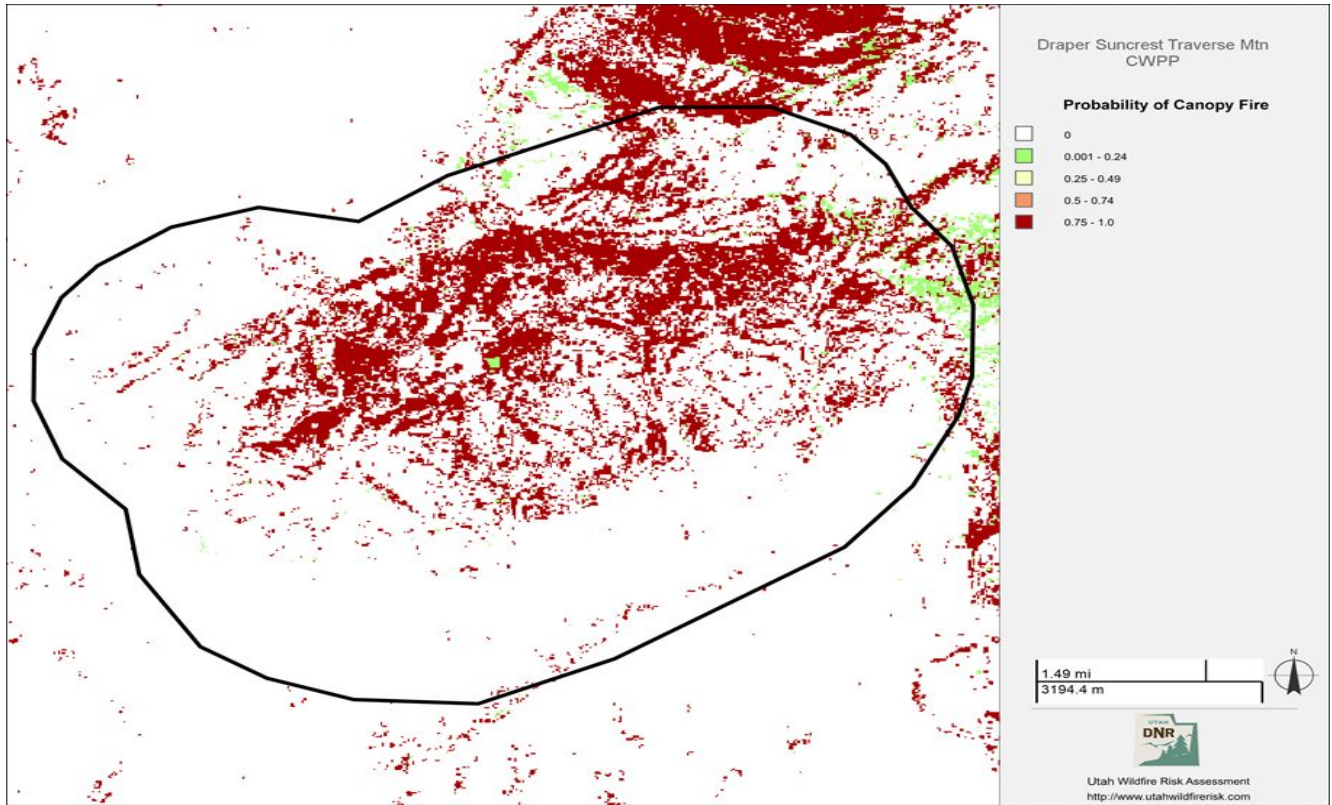 Draper Suncrest Traverse Mtn
CWPP
Probability of Canopy Fire
0
0.001 - 0.24
0.25 - 0.49
0.5 - 0.74
0.75 - 1.0
N
1.49 mi
3194.4 m
UTAH
DNR
Utah Wildfire Risk Assessment
http://www.utahwildfirerisk.com